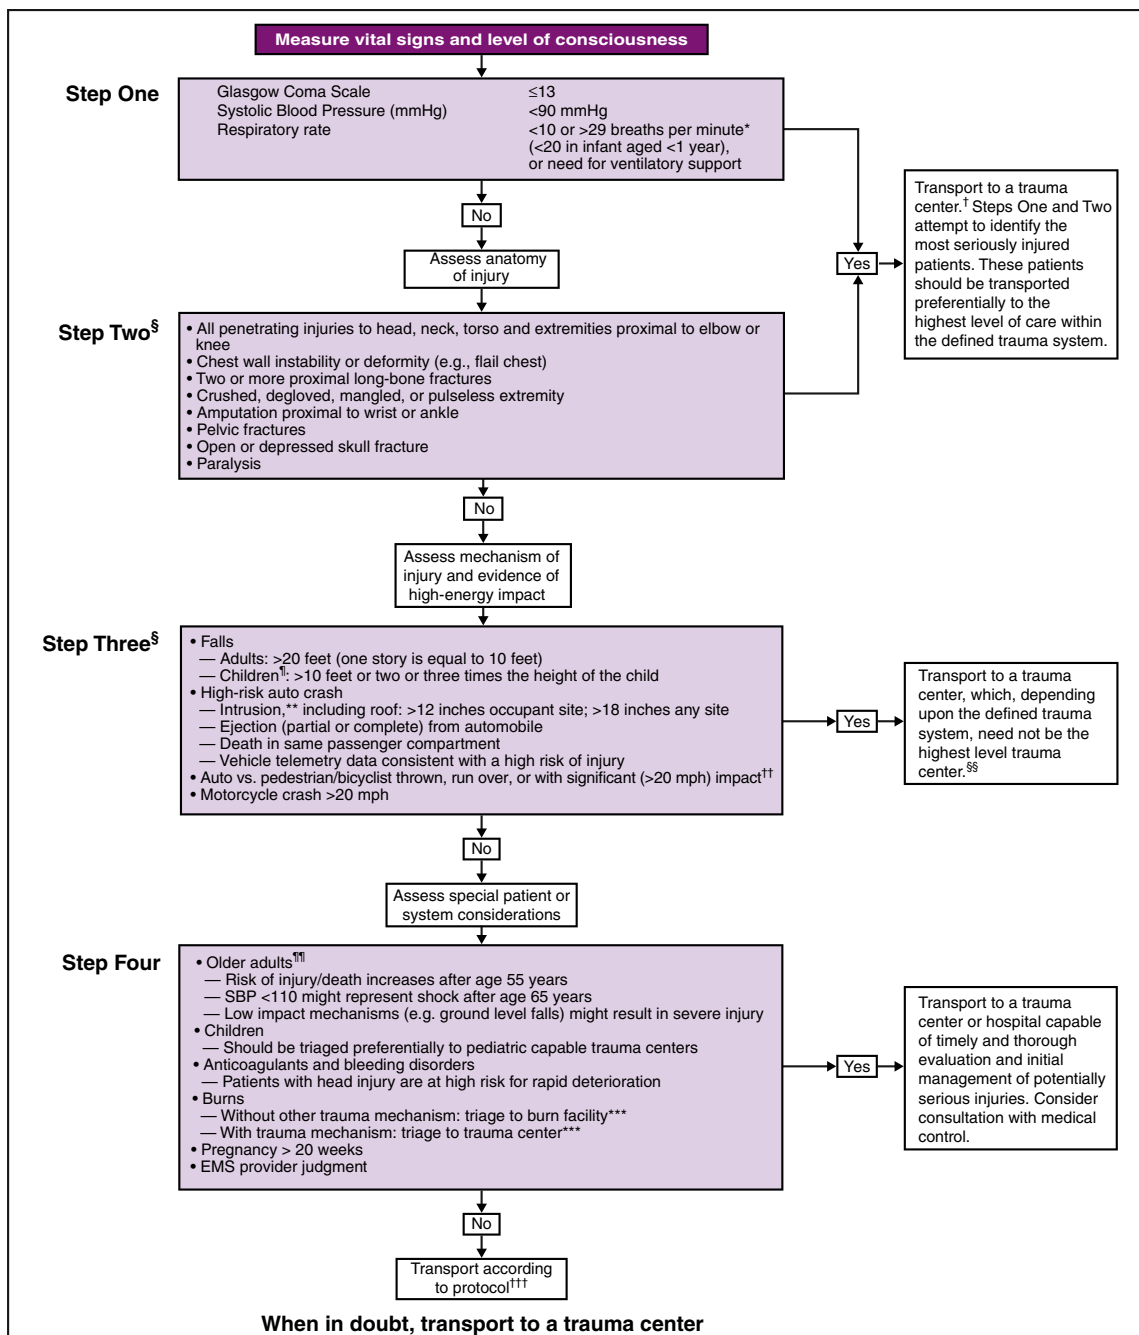 Measure vital signs and level of consciousness
Step One
Glasgow Coma Scale ≤13
Systolic Blood Pressure (mmHg) <90 mmHg
Respiratory rate <10 or >29 breaths per minute*
(<20 in infant aged <1 year),
or need for ventilatory support
No
Assess anatomy
of injury
Yes
Transport to a trauma
center.† Steps One and Two
attempt to identify the
most seriously injured
patients. These patients
should be transported
preferentially to the
highest level of care within
the defined trauma system.
Step Two§
• All penetrating injuries to head, neck, torso and extremities proximal to elbow or
knee
• Chest wall instability or deformity (e.g., flail chest)
• Two or more proximal long-bone fractures
• Crushed, degloved, mangled, or pulseless extremity
• Amputation proximal to wrist or ankle
• Pelvic fractures
• Open or depressed skull fracture
• Paralysis
No
Assess mechanism of
injury and evidence of
high-energy impact
Step Three§
• Falls
— Adults: >20 feet (one story is equal to 10 feet)
— Children¶: >10 feet or two or three times the height of the child
• High-risk auto crash
— Intrusion,** including roof: >12 inches occupant site; >18 inches any site
— Ejection (partial or complete) from automobile
— Death in same passenger compartment
— Vehicle telemetry data consistent with a high risk of injury
• Auto vs. pedestrian/bicyclist thrown, run over, or with significant (>20 mph) impact††
• Motorcycle crash >20 mph
Yes
Transport to a trauma
center, which, depending
upon the defined trauma
system, need not be the
highest level trauma
center.§§
No
Assess special patient or
system considerations
Step Four
• Older adults¶¶
— Risk of injury/death increases after age 55 years
— SBP <110 might represent shock after age 65 years
— Low impact mechanisms (e.g. ground level falls) might result in severe injury
• Children
— Should be triaged preferentially to pediatric capable trauma centers
• Anticoagulants and bleeding disorders
— Patients with head injury are at high risk for rapid deterioration
• Burns
— Without other trauma mechanism: triage to burn facility***
— With trauma mechanism: triage to trauma center***
• Pregnancy > 20 weeks
• EMS provider judgment
Yes
Transport to a trauma
center or hospital capable
of timely and thorough
evaluation and initial
management of potentially
serious injuries. Consider
consultation with medical
control.
No
Transport according
to protocol†††
When in doubt, transport to a trauma center